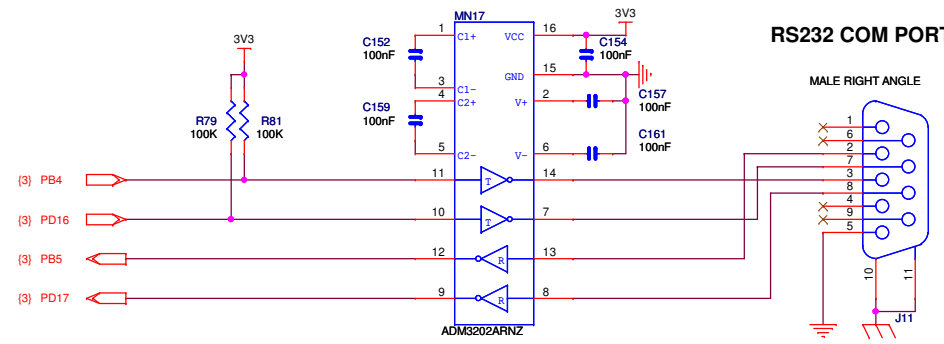 MN17
3V3
RS232 COM PORT
1 C1+ VCC 16
C152
100nF
C154
100nF
3V3
GND 15
MALE RIGHT ANGLE
3 C1-
4 C2+ V+ 2
C157
100nF
R79
100K
R81
100K
C159
100nF
C161
100nF
5 C2- V- 6
1
6
2
7
3
8
4
9
5
{3} PB4 11 T 14
{3} PD16 10 T 7
{3} PB5 12 R 13
{3} PD17 9 R 8
10
11
J11
ADM3202ARNZ